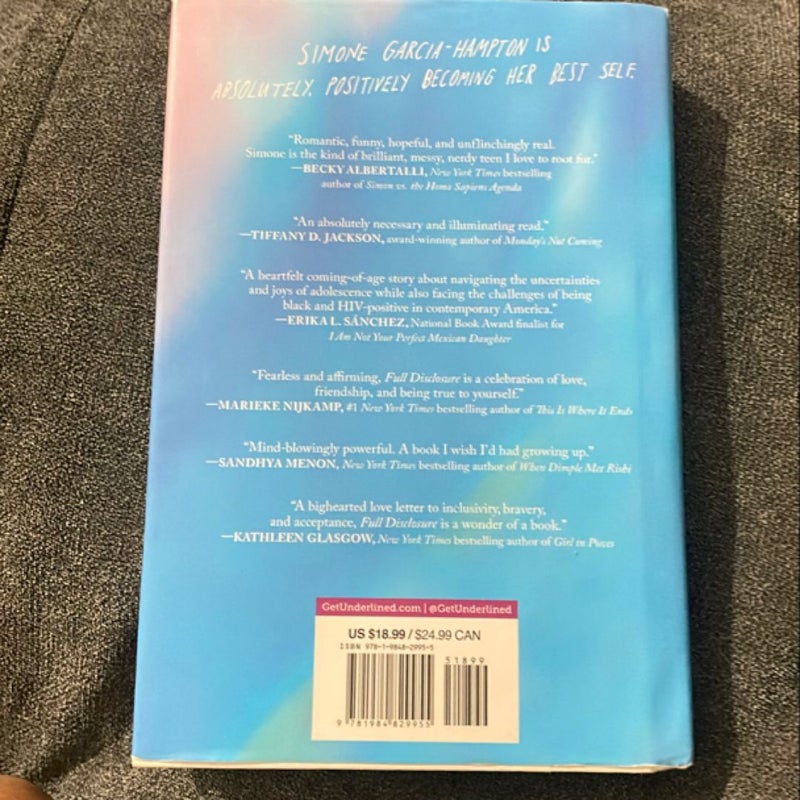 SIMONE GARCIA-HAMPTON IS
ABSOLUTELY, POSITIVELY BECOMING HER BEST SELF.
“Romantic, funny, hopeful, and unflinchingly real.
Simone is the kind of brilliant, messy, nerdy teen I love to root for.”
—BECKY ALBERTALLI, New York Times bestselling
author of Simon vs. the Homo Sapiens Agenda
“An absolutely necessary and illuminating read.”
—TIFFANY D. JACKSON, award-winning author of Monday's Not Coming
“A heartfelt coming-of-age story about navigating the uncertainties
and joys of adolescence while also facing the challenges of being
black and HIV-positive in contemporary America.”
—ERIKA L. SÁNCHEZ, National Book Award finalist for
I Am Not Your Perfect Mexican Daughter
“Fearless and affirming, Full Disclosure is a celebration of love,
friendship, and being true to yourself.”
—MARIEKE NIJKAMP, #1 New York Times bestselling author of This Is Where It Ends
“Mind-blowingly powerful. A book I wish I'd had growing up.”
—SANDHYA MENON, New York Times bestselling author of When Dimple Met Rishi
“A bighearted love letter to inclusivity, bravery,
and acceptance, Full Disclosure is a wonder of a book.”
—KATHLEEN GLASGOW, New York Times bestselling author of Girl in Pieces
GetUnderlined.com | @GetUnderlined
US $18.99 / $24.99 CAN
ISBN 978-1-9848-2995-5
51899
9 781984 829955